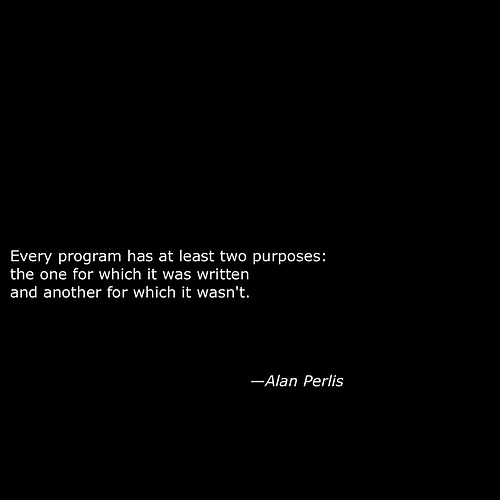 Every program has at least two purposes:
the one for which it was written
and another for which it wasn't.
—Alan Perlis